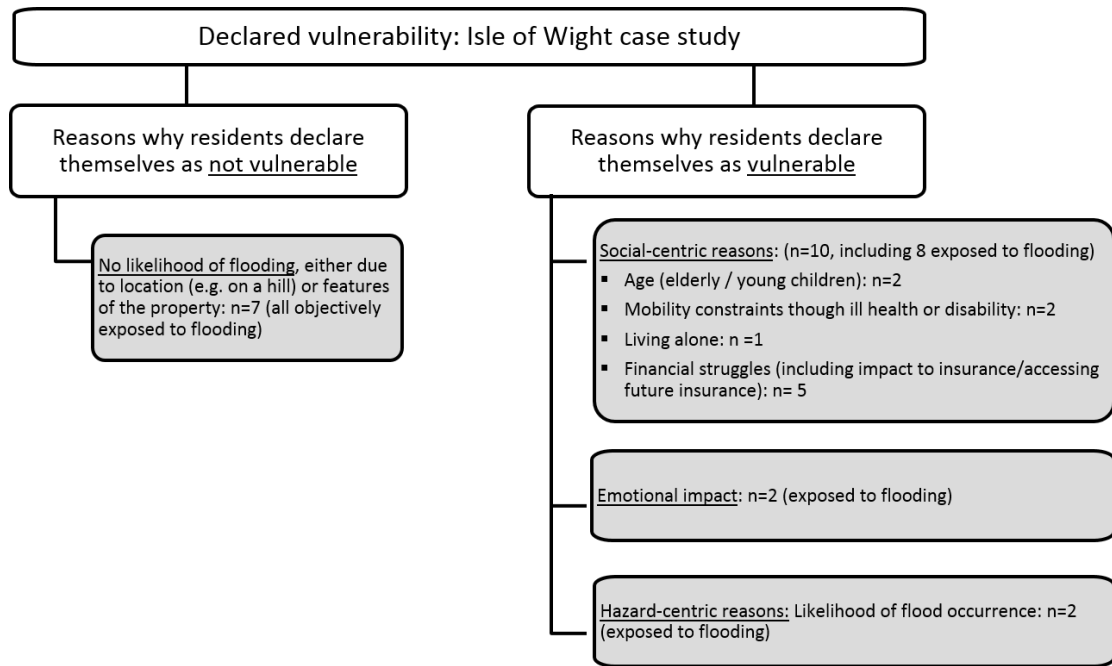 Declared vulnerability: Isle of Wight case study
Reasons why residents declare
themselves as not vulnerable
No likelihood of flooding, either due
to location (e.g. on a hill) or features
of the property: n=7 (all objectively
exposed to flooding)
Reasons why residents declare
themselves as vulnerable
Social-centric reasons: (n=10, including 8 exposed to flooding)
▪ Age (elderly / young children): n=2
▪ Mobility constraints though ill health or disability: n=2
▪ Living alone: n =1
▪ Financial struggles (including impact to insurance/accessing
future insurance): n= 5
Emotional impact: n=2 (exposed to flooding)
Hazard-centric reasons: Likelihood of flood occurrence: n=2
(exposed to flooding)